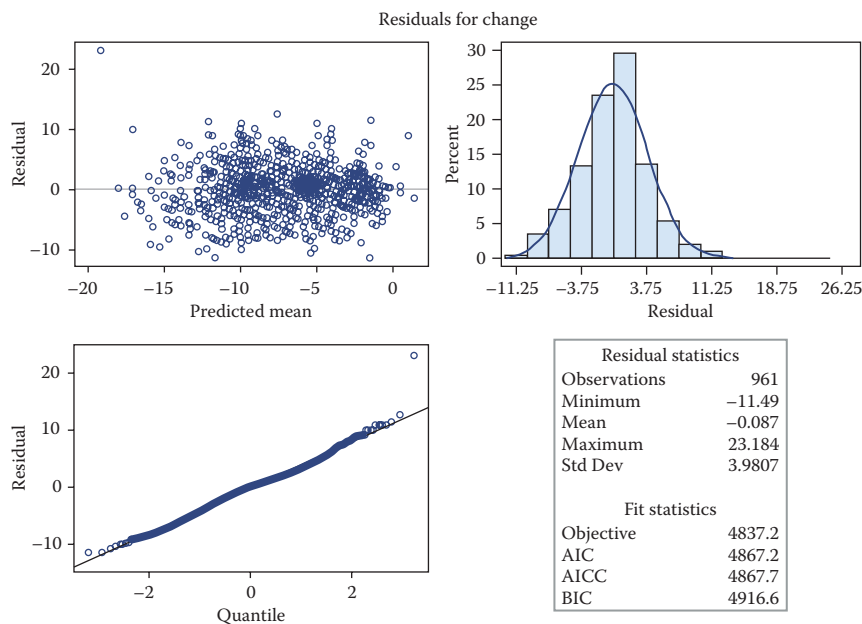 Residuals for change
Residual
20
10
0
−10
−20 −15 −10 −5 0
Predicted mean
Percent
30
25
20
15
10
5
0
−11.25 −3.75 3.75 11.25 18.75 26.25
Residual
Residual
20
10
0
−10
−2 0 2
Quantile
Residual statistics
Observations 961
Minimum −11.49
Mean −0.087
Maximum 23.184
Std Dev 3.9807
Fit statistics
Objective 4837.2
AIC 4867.2
AICC 4867.7
BIC 4916.6